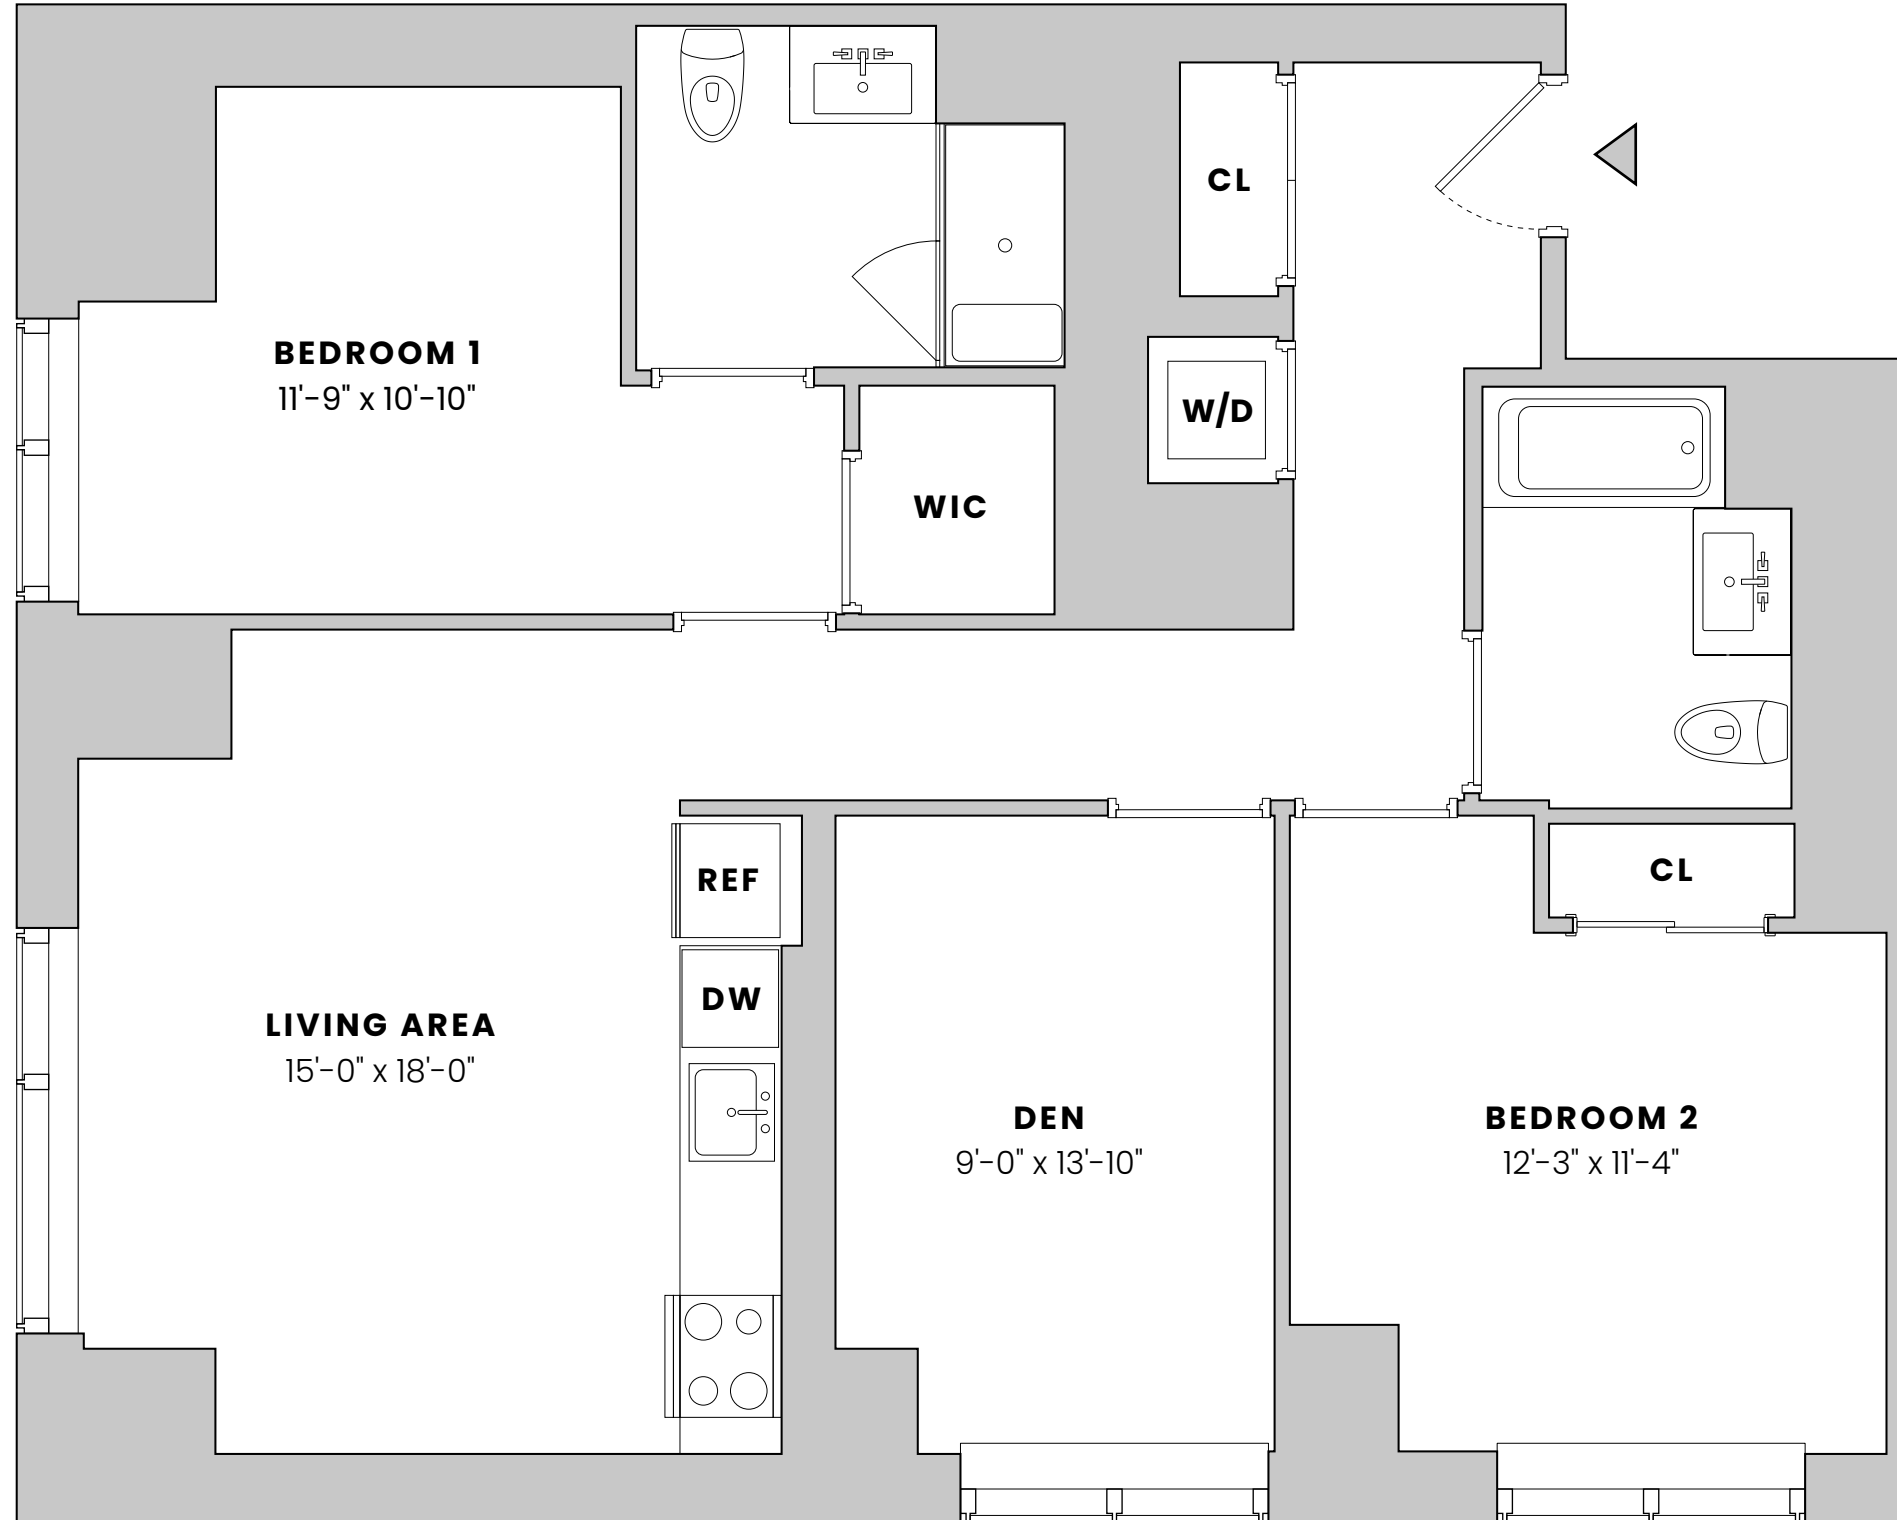 CL
BEDROOM 1
11'-9" x 10'-10"
W/D
WIC
CL
REF
DW
LIVING AREA
15'-0" x 18'-0"
DEN
9'-0" x 13'-10"
BEDROOM 2
12'-3" x 11'-4"